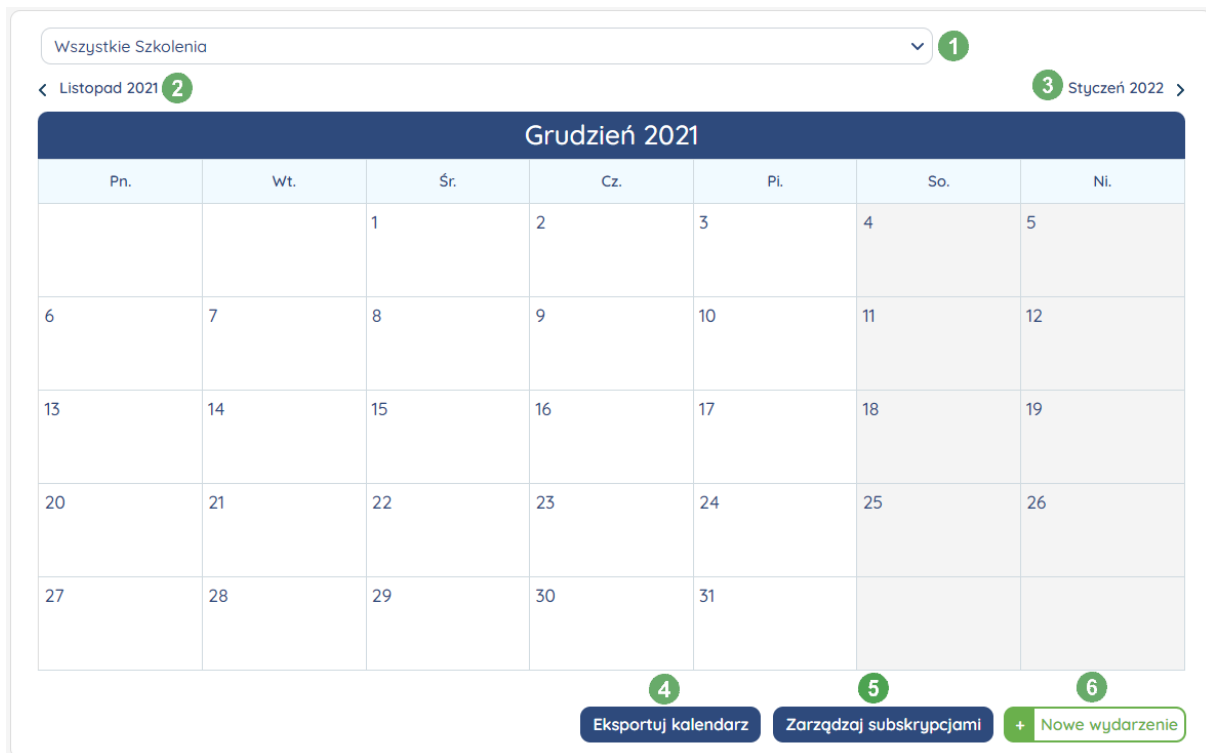 Wszystkie Szkolenia 1
Listopad 2021 2 3 Styczeń 2022
Grudzień 2021
Pn. Wt. Śr. Cz. Pi. So. Ni.
1 2 3 4 5
6 7 8 9 10 11 12
13 14 15 16 17 18 19
20 21 22 23 24 25 26
27 28 29 30 31
4 5 6
Eksportuj kalendarz Zarządzaj subskrypcjami + Nowe wydarzenie